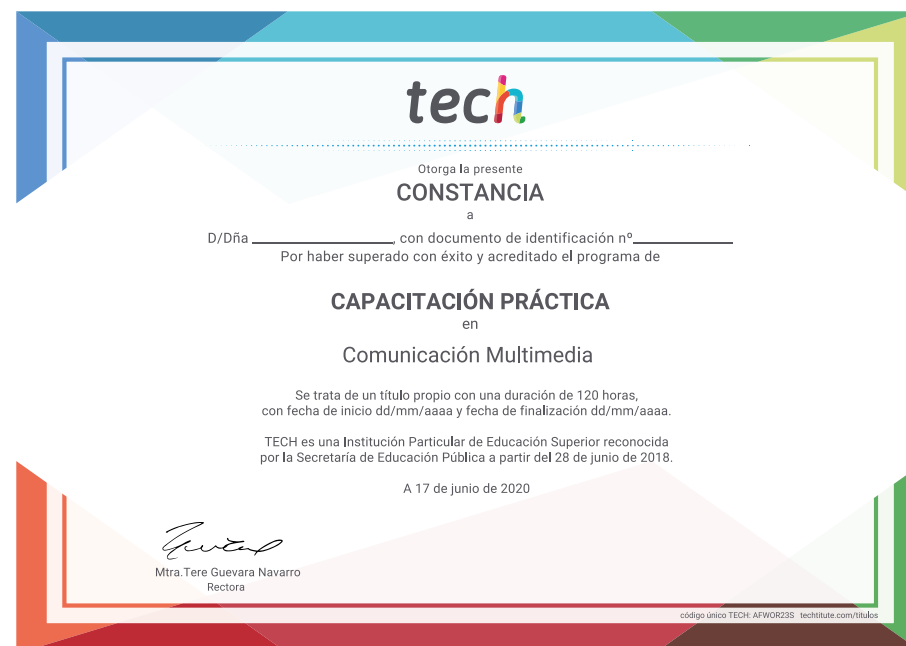 tech
Otorga la presente
CONSTANCIA
a
D/Dña ________________, con documento de identificación nº____________
Por haber superado con éxito y acreditado el programa de
CAPACITACIÓN PRÁCTICA
en
Comunicación Multimedia
Se trata de un título propio con una duración de 120 horas,
con fecha de inicio dd/mm/aaaa y fecha de finalización dd/mm/aaaa.
TECH es una Institución Particular de Educación Superior reconocida
por la Secretaría de Educación Pública a partir del 28 de junio de 2018.
A 17 de junio de 2020
Mtra.Tere Guevara Navarro
Rectora
código único TECH: AFWOR23S techtitute.com/titulos